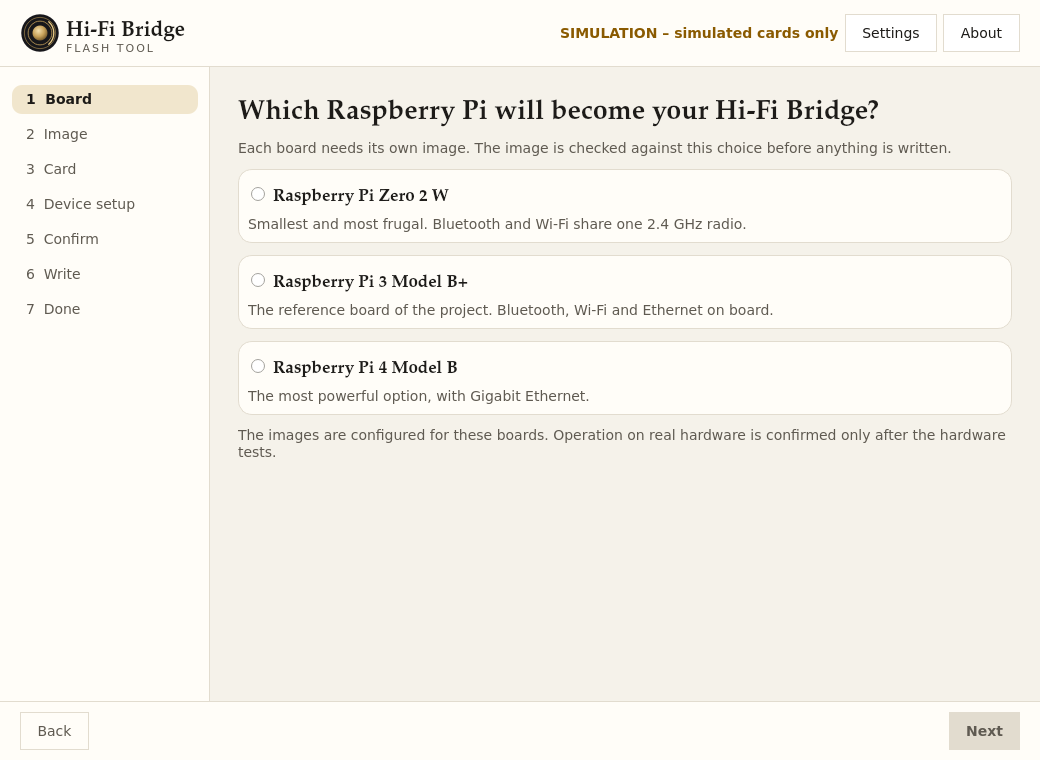 Hi-Fi Bridge
FLASH TOOL
SIMULATION – simulated cards only
Settings
About
1 Board
2 Image
3 Card
4 Device setup
5 Confirm
6 Write
7 Done
Which Raspberry Pi will become your Hi-Fi Bridge?
Each board needs its own image. The image is checked against this choice before anything is written.
Raspberry Pi Zero 2 W
Smallest and most frugal. Bluetooth and Wi-Fi share one 2.4 GHz radio.
Raspberry Pi 3 Model B+
The reference board of the project. Bluetooth, Wi-Fi and Ethernet on board.
Raspberry Pi 4 Model B
The most powerful option, with Gigabit Ethernet.
The images are configured for these boards. Operation on real hardware is confirmed only after the hardware
tests.
Back
Next